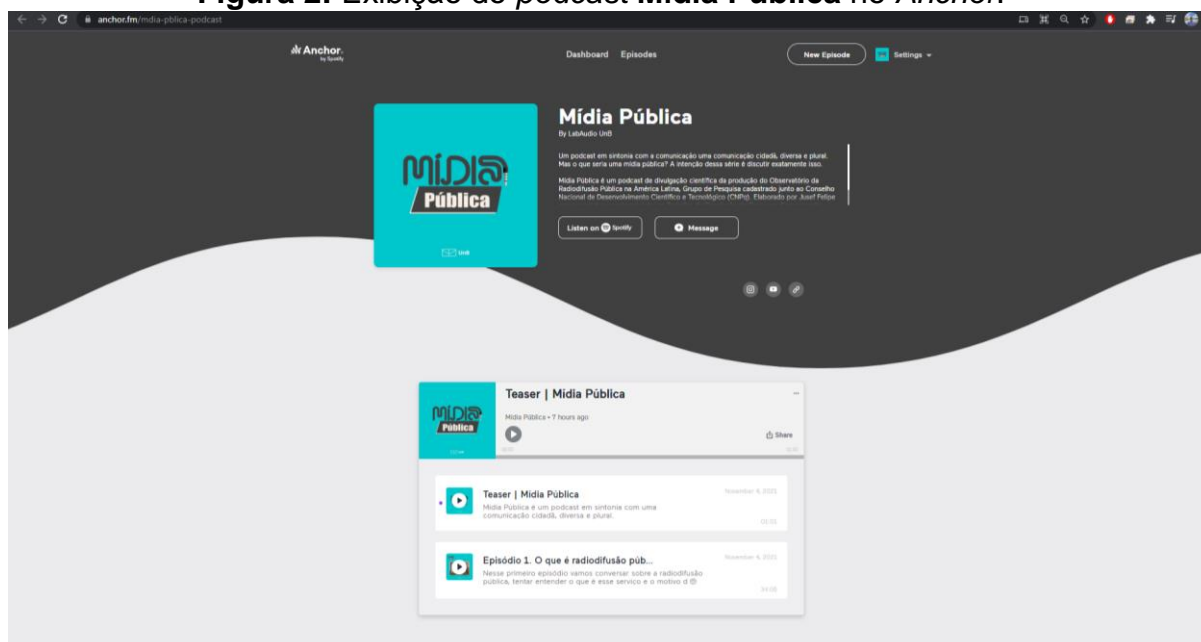 Figura 2: Exibição do podcast Mídia Pública no Anchor.
anchor.fm/mdia-pblica-podcast
Anchor
by Spotify
Dashboard Episodes
New Episode
Settings
MÍDIA
Pública
UnB
Mídia Pública
By LabAudio UnB
Um podcast em sintonia com a comunicação uma comunicação cidadã, diversa e plural.
Mas o que seria uma mídia pública? A intenção dessa série é discutir exatamente isso.
Mídia Pública é um podcast de divulgação científica da produção do Observatório da
Radiodifusão Pública na América Latina, Grupo de Pesquisa cadastrado junto ao Conselho
Nacional de Desenvolvimento Científico e Tecnológico (CNPq). Elaborado por Jusef Felipe
Listen on Spotify
Message
MÍDIA
Pública
Teaser | Mídia Pública
Mídia Pública • 7 hours ago
Share
Teaser | Mídia Pública
November 4, 2021
Mídia Pública é um podcast em sintonia com uma
comunicação cidadã, diversa e plural.
Episódio 1. O que é radiodifusão púb...
November 4, 2021
Nesse primeiro episódio vamos conversar sobre a radiodifusão
pública, tentar entender o que é esse serviço e o motivo d